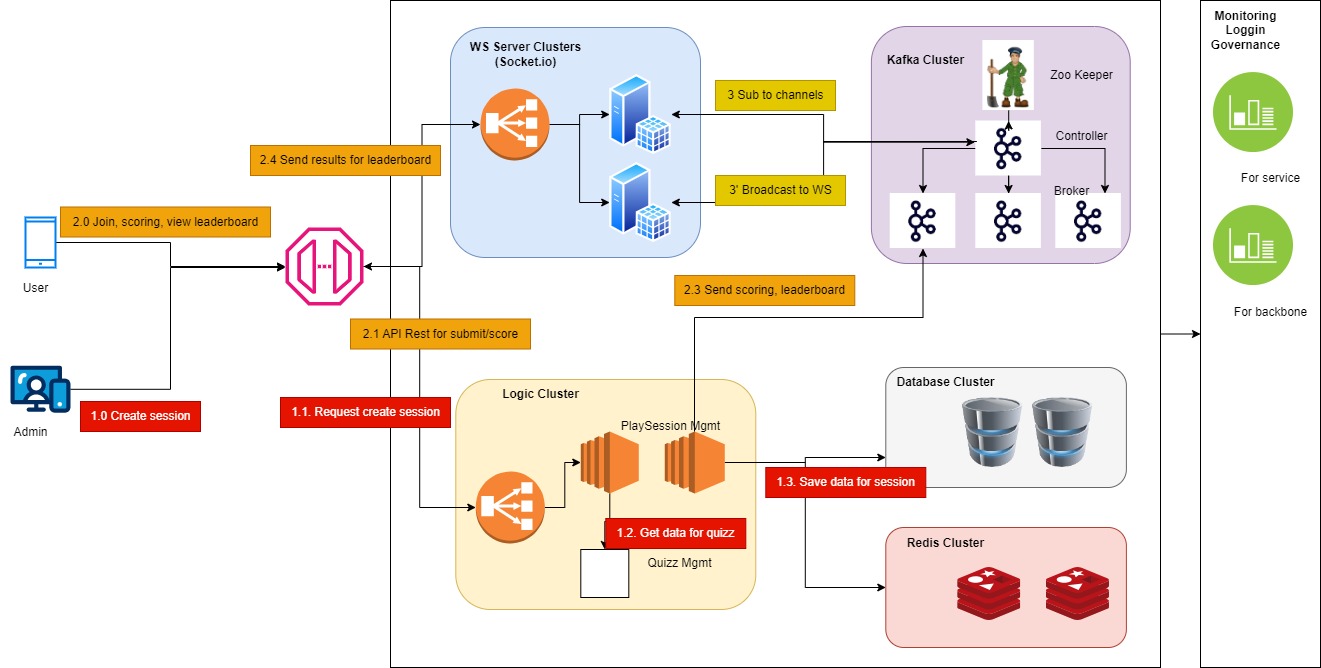 Monitoring
Loggin
Governance
For service
For backbone
WS Server Clusters
(Socket.io)
Kafka Cluster
Zoo Keeper
Controller
Broker
3 Sub to channels
3' Broadcast to WS
2.4 Send results for leaderboard
2.0 Join, scoring, view leaderboard
User
2.3 Send scoring, leaderboard
2.1 API Rest for submit/score
Admin
1.0 Create session
1.1. Request create session
Logic Cluster
PlaySession Mgmt
1.2. Get data for quizz
Quizz Mgmt
1.3. Save data for session
Database Cluster
Redis Cluster